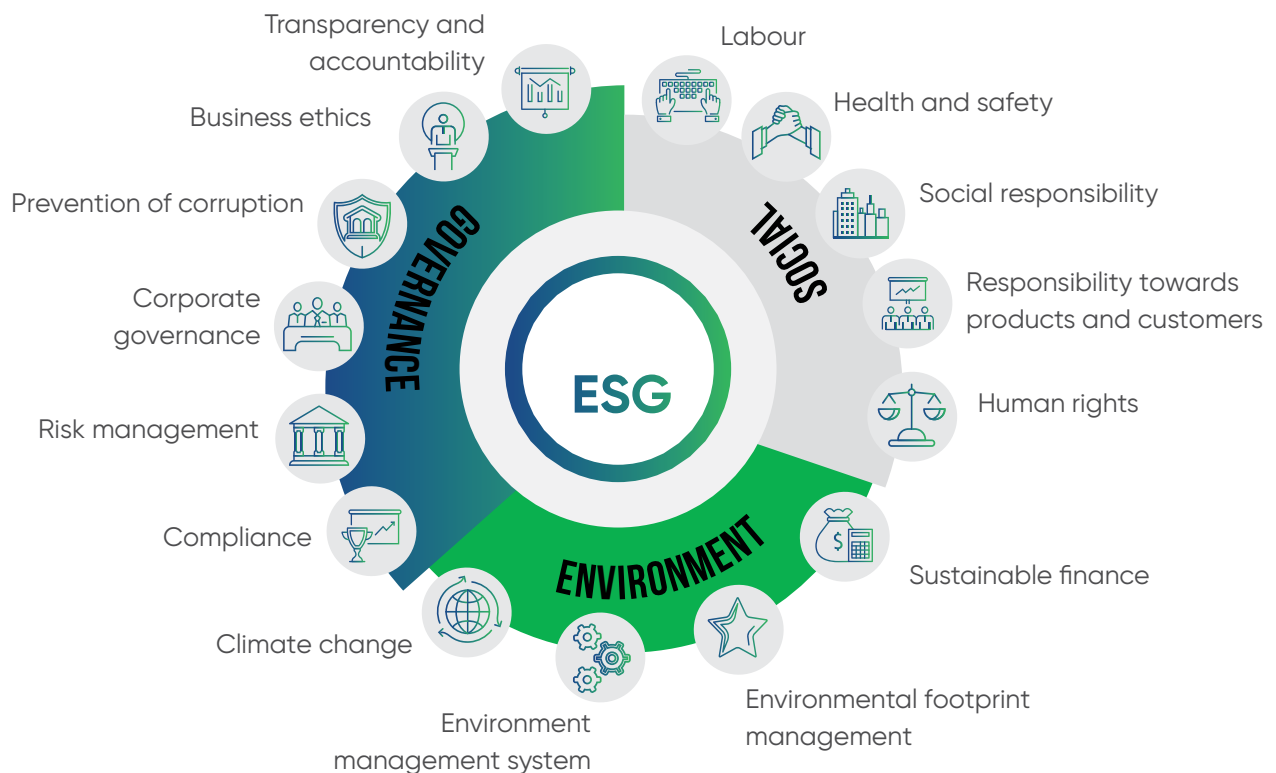 Transparency and
accountability
Business ethics
Prevention of corruption
Corporate
governance
Risk management
Compliance
GOVERNANCE
Labour
Health and safety
Social responsibility
Responsibility towards
products and customers
Human rights
SOCIAL
ESG
ENVIRONMENT
Sustainable finance
Environmental footprint
management
Environment
management system
Climate change
$